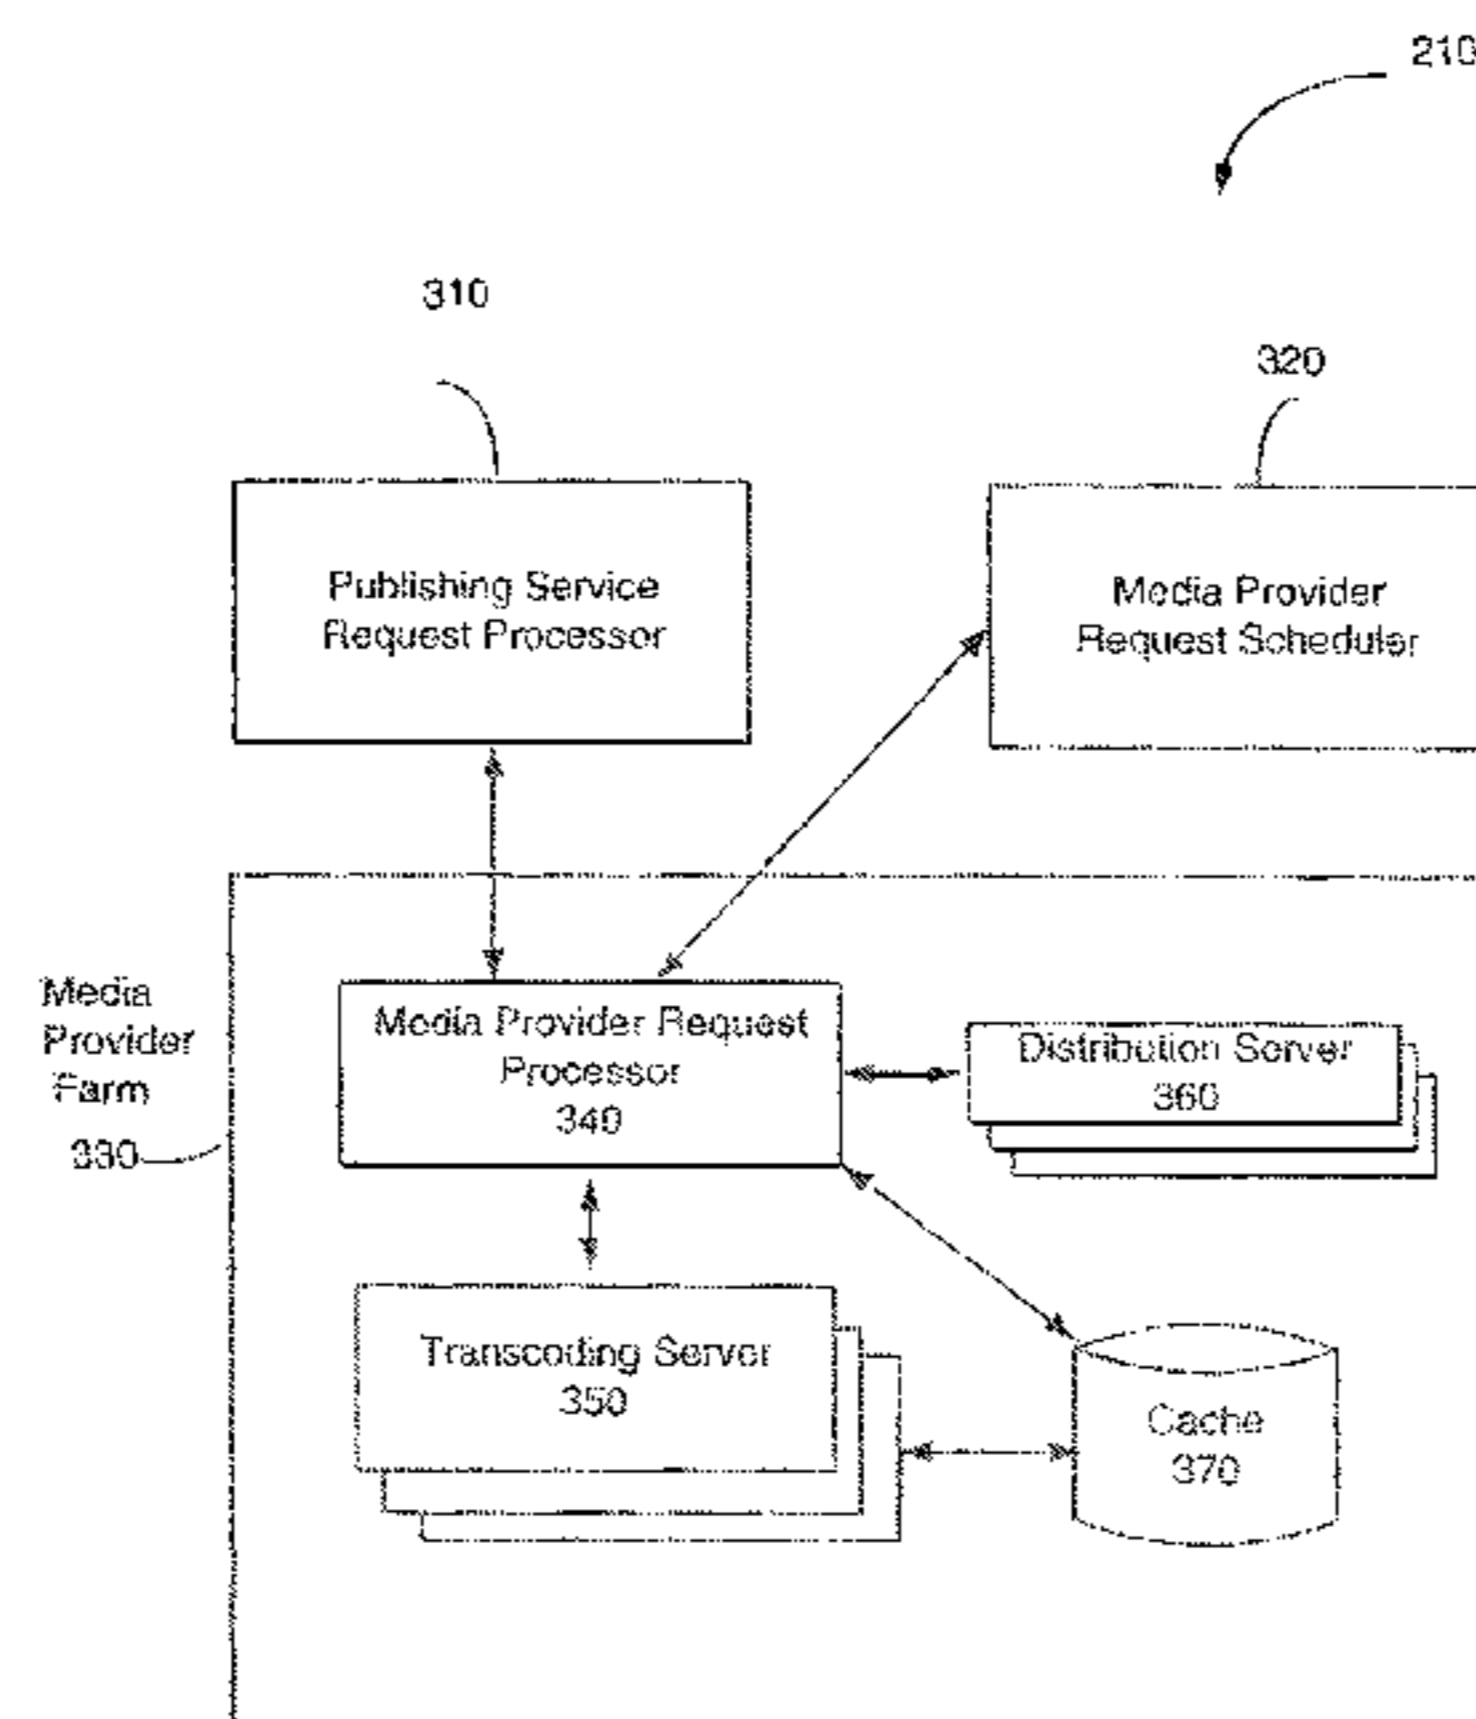 210
310
320
Publishing Service
Request Processor
Media Provider
Request Scheduler
Media
Provider
Farm
330
Media Provider Request
Processor
340
Distribution Server
360
Transcoding Server
350
Cache
370